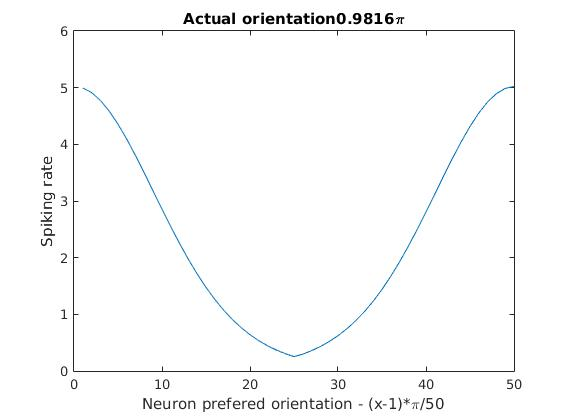 Actual orientation0.9816π
6
5
4
3
2
1
0
Spiking rate
0 10 20 30 40 50
Neuron prefered orientation - (x-1)*π/50